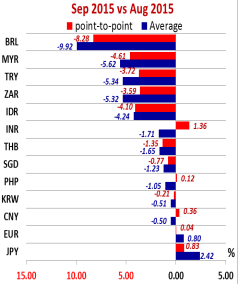 Sep 2015 vs Aug 2015
point-to-point Average
BRL -8.28 -9.92
MYR -4.61 -5.62
TRY -3.72 -5.34
ZAR -3.59 -5.32
IDR -4.10 -4.24
INR 1.36 -1.71
THB -1.35 -1.65
SGD -0.77 -1.23
PHP 0.12 -1.05
KRW -0.21 -0.51
CNY 0.36 -0.50
EUR 0.04 0.80
JPY 0.83 2.42 %
15.00 10.00 5.00 0.00 5.00